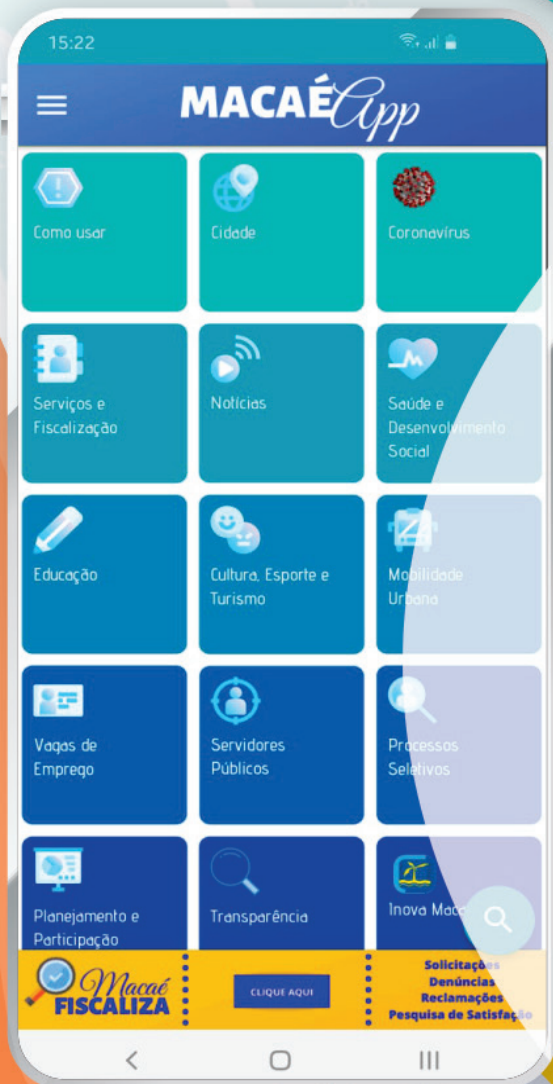 15:22
MACAÉ App
Como usar
Cidade
Coronavírus
Serviços e
Fiscalização
Notícias
Saúde e
Desenvolvimento
Social
Educação
Cultura, Esporte e
Turismo
Mobilidade
Urbana
Vagas de
Emprego
Servidores
Públicos
Processos
Seletivos
Planejamento e
Participação
Transparência
Inova
Macaé
FISCALIZA
CLIQUE AQUI
Solicitações
Denúncias
Reclamações
Pesquisa de Satisfação